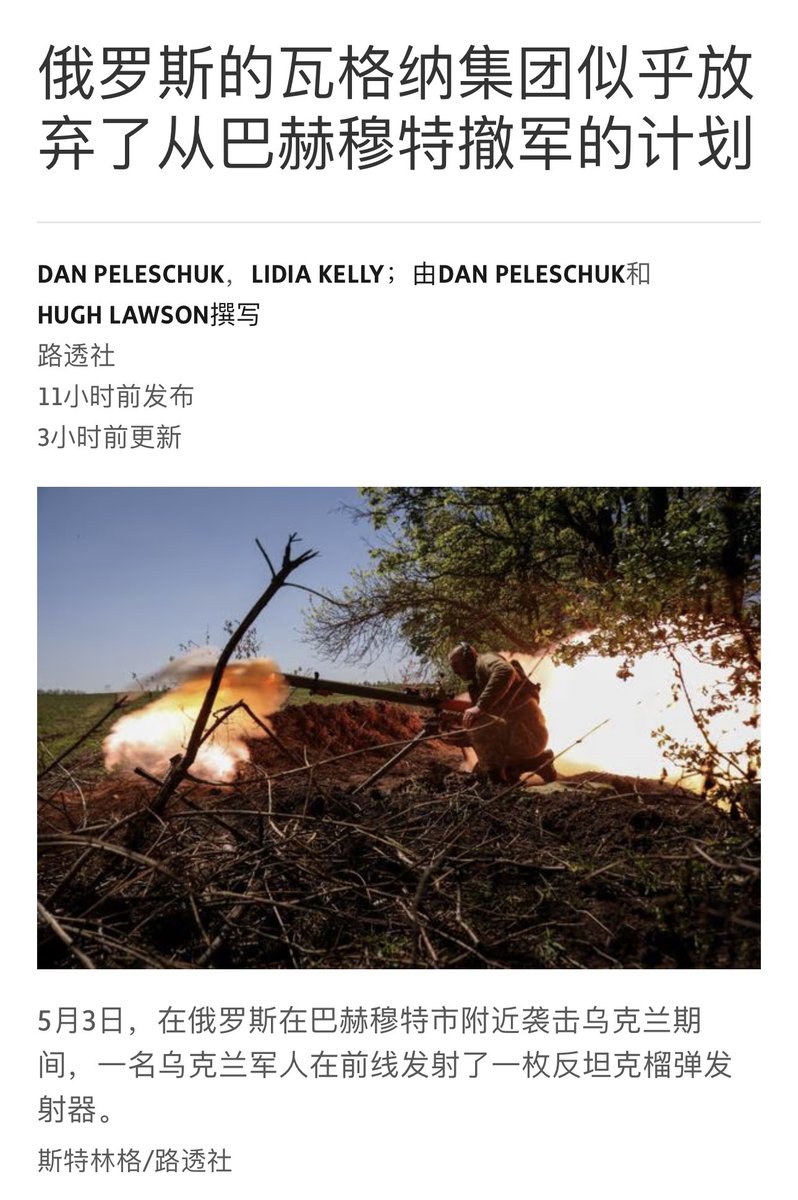 俄罗斯的瓦格纳集团似乎放
弃了从巴赫穆特撤军的计划
DAN PELESCHUK，LIDIA KELLY；由DAN PELESCHUK和
HUGH LAWSON撰写
路透社
11小时前发布
3小时前更新
5月3日，在俄罗斯在巴赫穆特市附近袭击乌克兰期
间，一名乌克兰军人在前线发射了一枚反坦克榴弹发
射器。
斯特林格/路透社